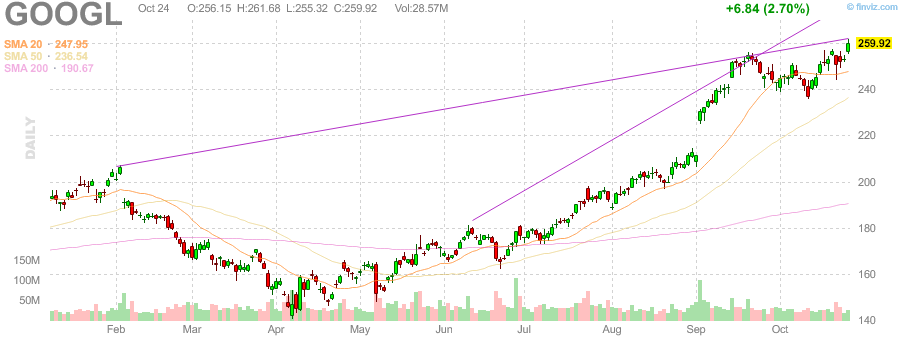 GOOGL
Oct 24 O:256.15 H:261.68 L:255.32 C:259.92 Vol:28.57M
+6.84 (2.70%)
© finviz.com
SMA 20 · 247.95
SMA 50 · 236.54
SMA 200 · 190.67
259.92
240
220
200
180
160
140
DAILY
150M
100M
50M
Feb Mar Apr May Jun Jul Aug Sep Oct